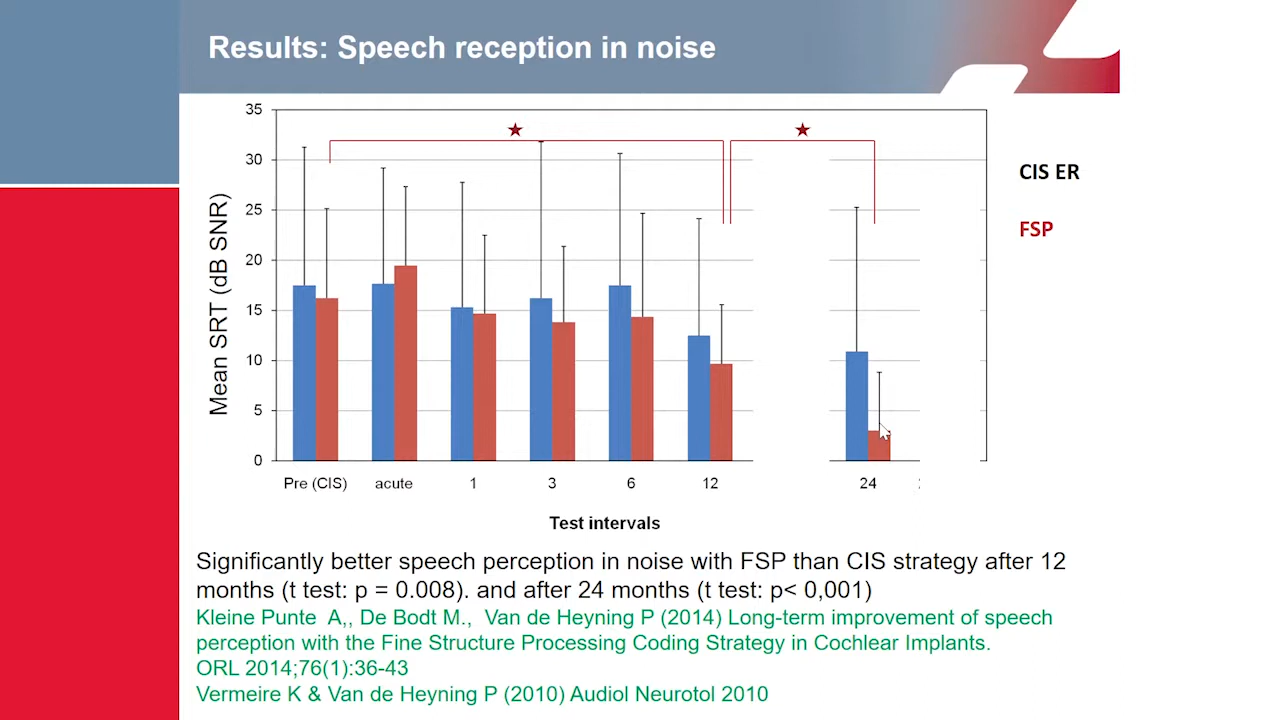 Results: Speech reception in noise
35
30
25
20
15
10
5
0
Mean SRT (dB SNR)
CIS ER
FSP
Pre (CIS) acute 1 3 6 12 24
Test intervals
Significantly better speech perception in noise with FSP than CIS strategy after 12
months (t test: p = 0.008). and after 24 months (t test: p< 0,001)
Kleine Punte A,, De Bodt M., Van de Heyning P (2014) Long-term improvement of speech
perception with the Fine Structure Processing Coding Strategy in Cochlear Implants.
ORL 2014;76(1):36-43
Vermeire K & Van de Heyning P (2010) Audiol Neurotol 2010